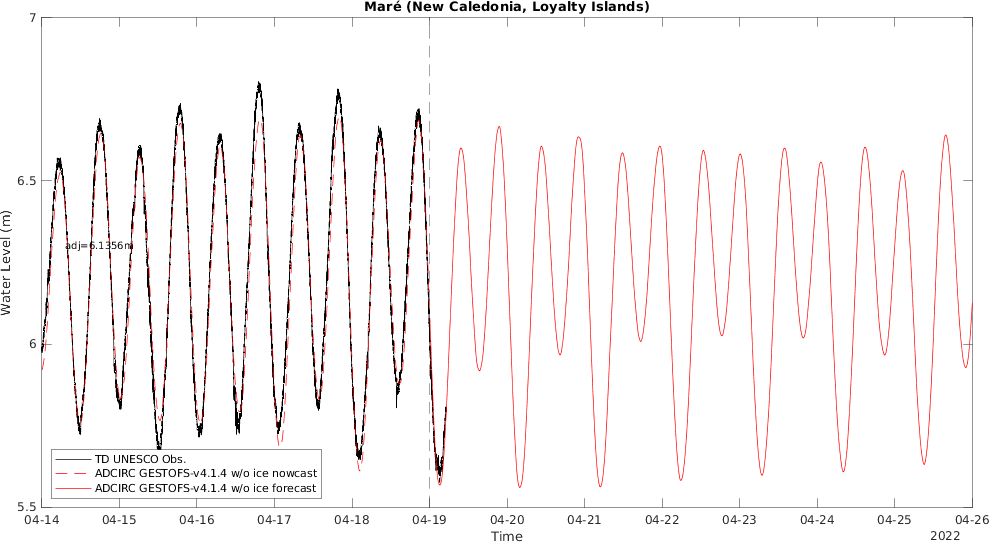 Maré (New Caledonia, Loyalty Islands)
7
6.5
6
5.5
Water Level (m)
adj=6.1356m
TD UNESCO Obs.
ADCIRC GESTOFS-v4.1.4 w/o ice nowcast
ADCIRC GESTOFS-v4.1.4 w/o ice forecast
04-14 04-15 04-16 04-17 04-18 04-19 04-20 04-21 04-22 04-23 04-24 04-25 04-26
Time
2022